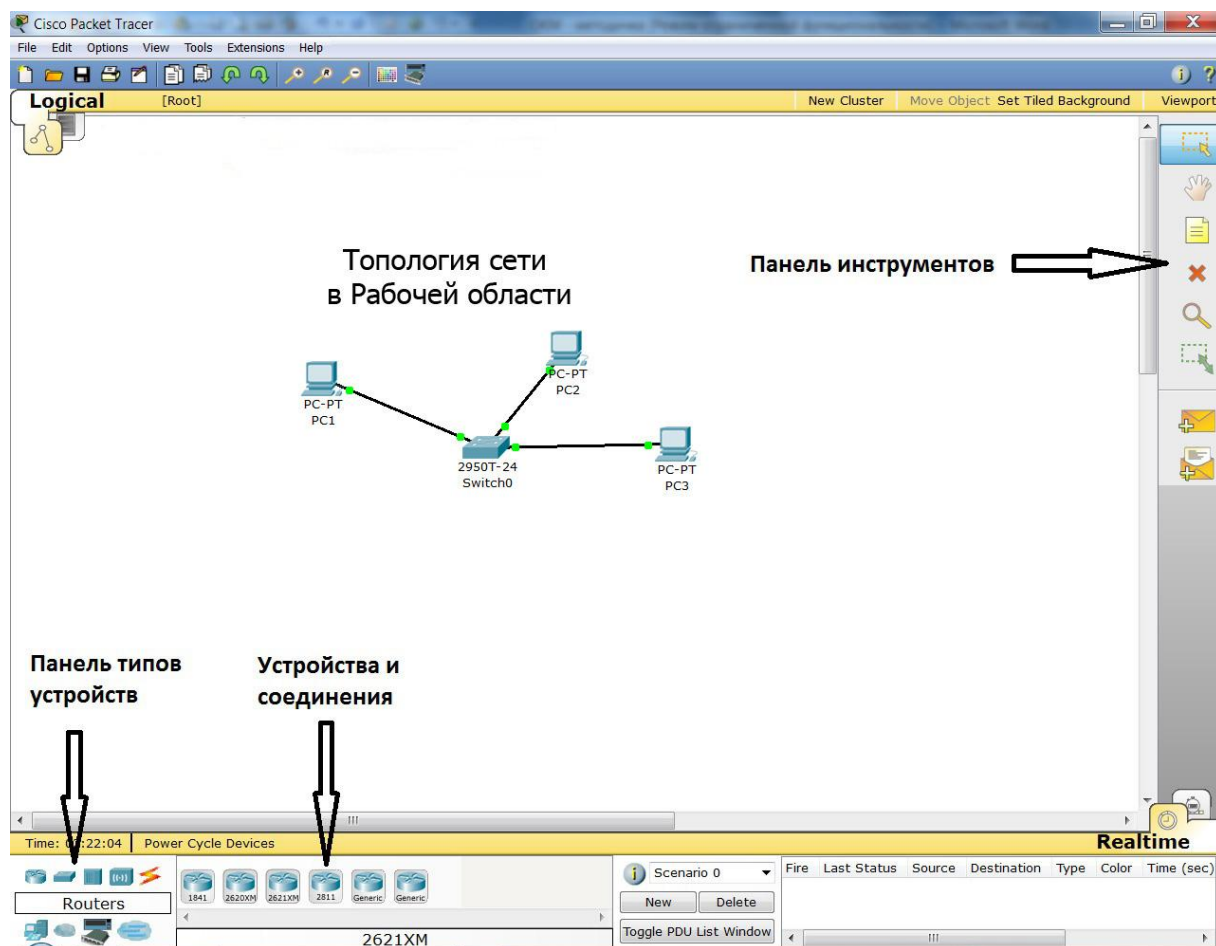 Cisco Packet Tracer
File Edit Options View Tools Extensions Help
Logical [Root] New Cluster Move Object Set Tiled Background Viewport
Топология сети
в Рабочей области
Панель инструментов
PC-PT
PC2
PC-PT
PC1
2950T-24
Switch0
PC-PT
PC3
Панель типов
устройств
Устройства и
соединения
Realtime
Time: :22:04 Power Cycle Devices
Routers
1841 2620XM 2621XM 2811 Generic Generic
2621XM
Scenario 0
New Delete
Toggle PDU List Window
Fire Last Status Source Destination Type Color Time (sec)